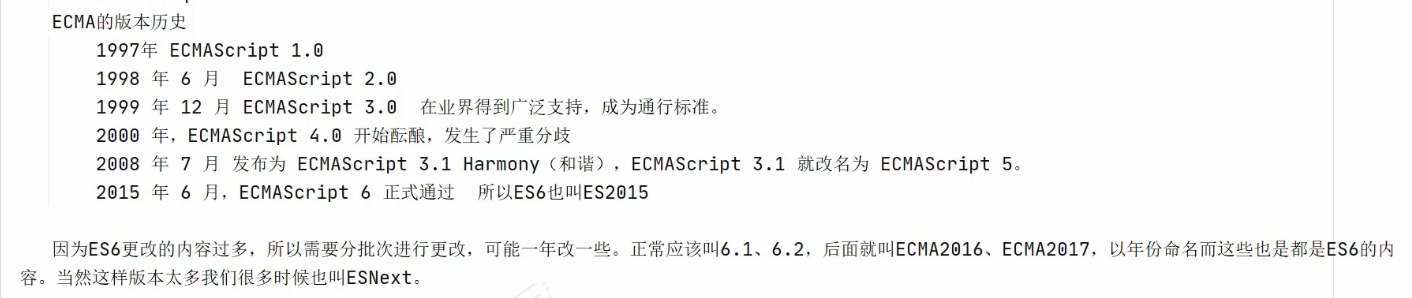 ECMA的版本历史
1997年 ECMAScript 1.0
1998 年 6 月 ECMAScript 2.0
1999 年 12 月 ECMAScript 3.0 在业界得到广泛支持，成为通行标准。
2000 年，ECMAScript 4.0 开始酝酿，发生了严重分歧
2008 年 7 月 发布为 ECMAScript 3.1 Harmony（和谐），ECMAScript 3.1 就改名为 ECMAScript 5。
2015 年 6 月，ECMAScript 6 正式通过 所以ES6也叫ES2015
因为ES6更改的内容过多，所以需要分批次进行更改，可能一年改一些。正常应该叫6.1、6.2，后面就叫ECMA2016、ECMA2017，以年份命名而这些也是都是ES6的内
容。当然这样版本太多我们很多时候也叫ESNext。